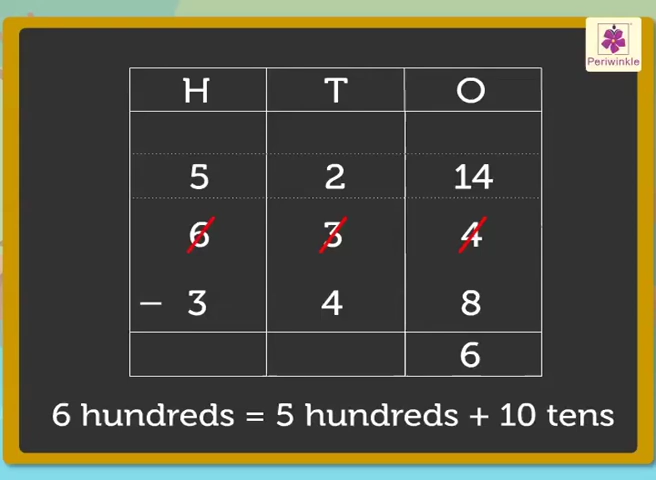 Periwinkle
H T O
5 2 14
6 3 4
− 3 4 8
6
6 hundreds = 5 hundreds + 10 tens